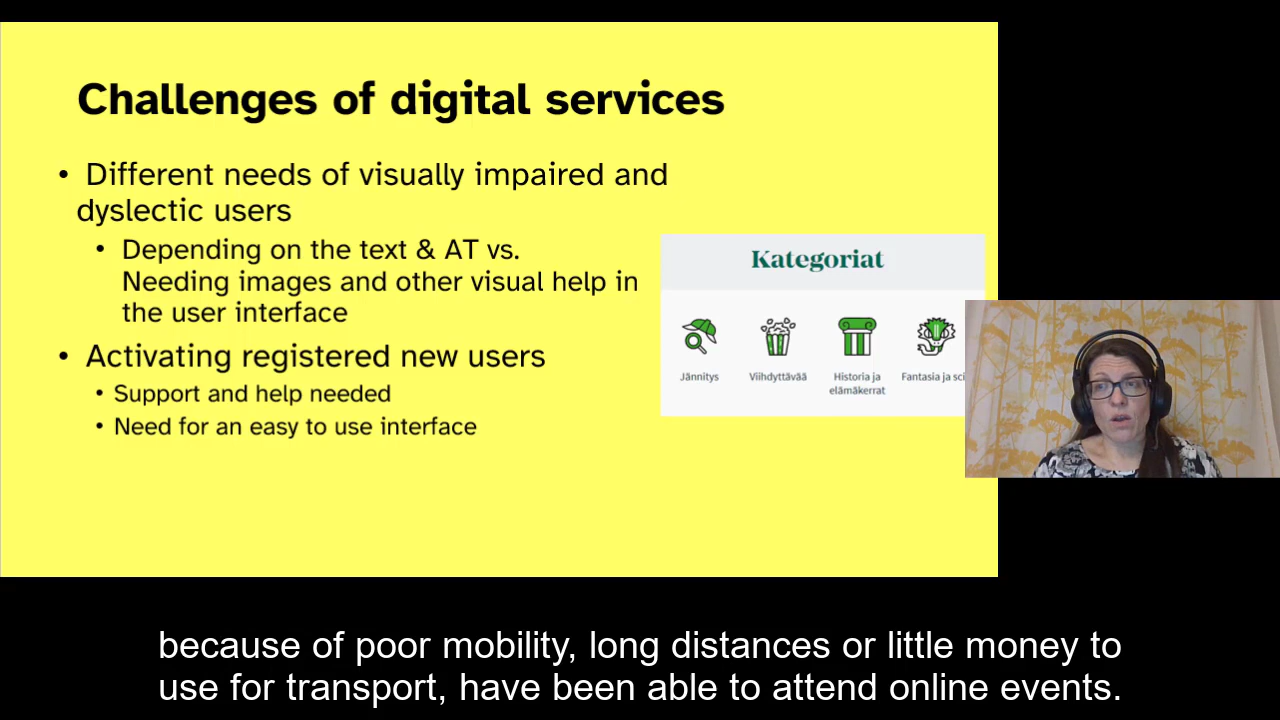 Challenges of digital services
• Different needs of visually impaired and
dyslectic users
• Depending on the text & AT vs.
Needing images and other visual help in
the user interface
• Activating registered new users
• Support and help needed
• Need for an easy to use interface
Kategoriat
Jännitys
Viihdyttävää
Historia ja
elämäkerrat
Fantasia ja sci
because of poor mobility, long distances or little money to
use for transport, have been able to attend online events.